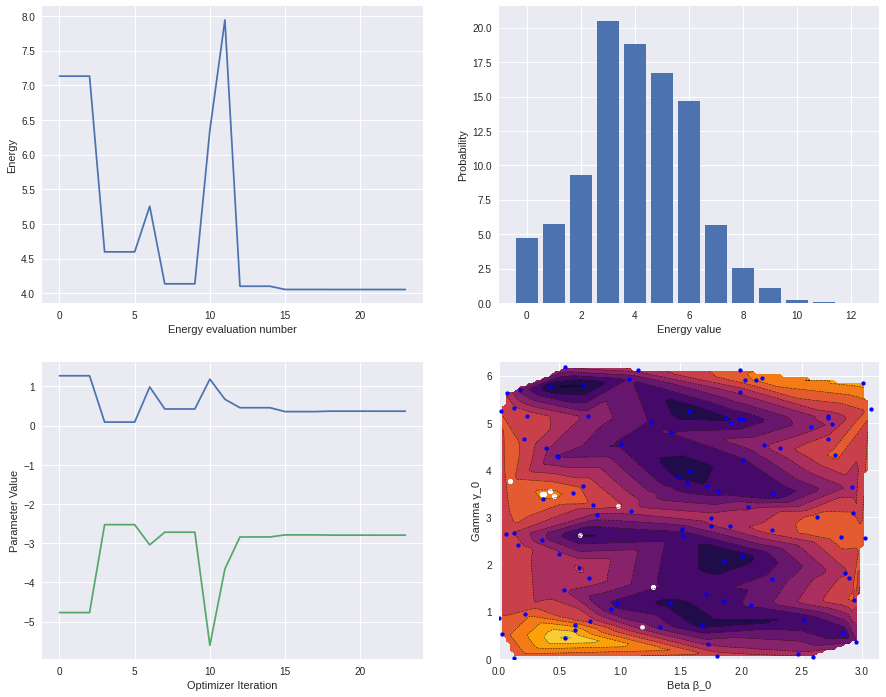 8.0
7.5
7.0
6.5
6.0
5.5
5.0
4.5
4.0
Energy
0 5 10 15 20
Energy evaluation number
20.0
17.5
15.0
12.5
10.0
7.5
5.0
2.5
0.0
Probability
0 2 4 6 8 10 12
Energy value
1
0
−1
−2
−3
−4
−5
Parameter Value
0 5 10 15 20
Optimizer Iteration
6
5
4
3
2
1
0
Gamma γ_0
0.0 0.5 1.0 1.5 2.0 2.5 3.0
Beta β_0